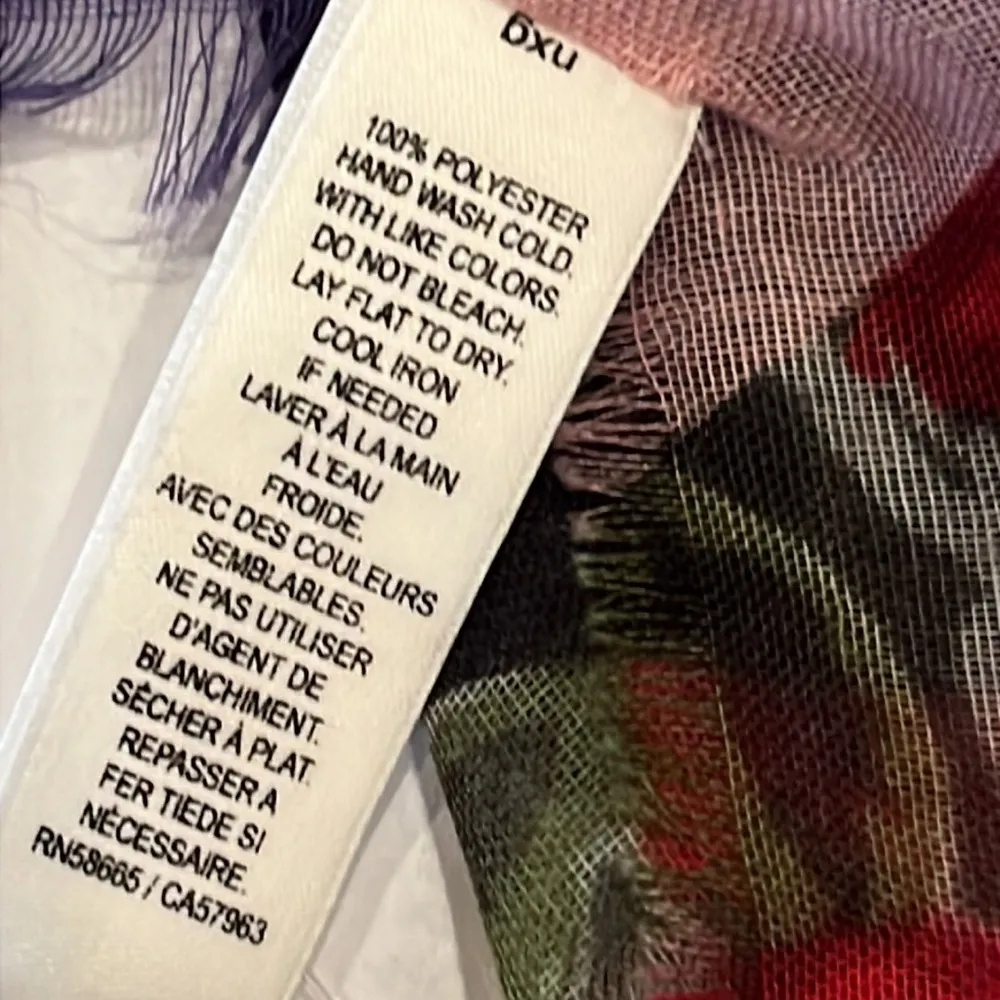 100% POLYESTER
HAND WASH COLD.
WITH LIKE COLORS.
DO NOT BLEACH.
LAY FLAT TO DRY.
COOL IRON
IF NEEDED
LAVER À LA MAIN
À L'EAU
FROIDE.
AVEC DES COULEURS
SEMBLABLES.
NE PAS UTILISER
D'AGENT DE
BLANCHIMENT.
SÉCHER À PLAT.
REPASSER A
FER TIEDE SI
NÉCESSAIRE.
RN58665 / CA57963